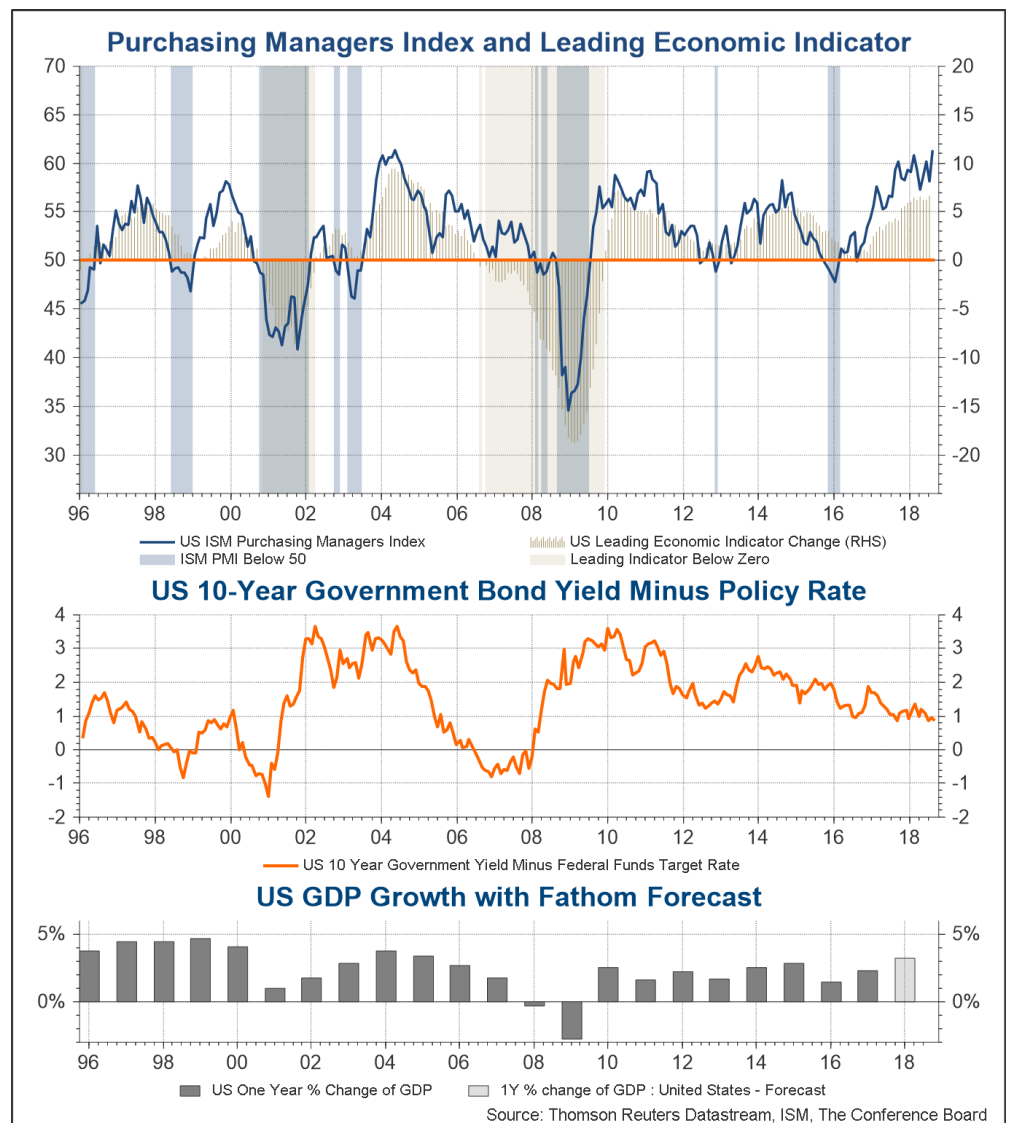 Purchasing Managers Index and Leading Economic Indicator
70 20
65 15
60 10
55 5
50 0
45 -5
40 -10
35 -15
30 -20
96 98 00 02 04 06 08 10 12 14 16 18
US ISM Purchasing Managers Index US Leading Economic Indicator Change (RHS)
ISM PMI Below 50 Leading Indicator Below Zero
US 10-Year Government Bond Yield Minus Policy Rate
4 4
3 3
2 2
1 1
0 0
-1 -1
-2 -2
96 98 00 02 04 06 08 10 12 14 16 18
US 10 Year Government Yield Minus Federal Funds Target Rate
US GDP Growth with Fathom Forecast
5% 5%
0% 0%
96 98 00 02 04 06 08 10 12 14 16 18
US One Year % Change of GDP 1Y % change of GDP : United States - Forecast
Source: Thomson Reuters Datastream, ISM, The Conference Board